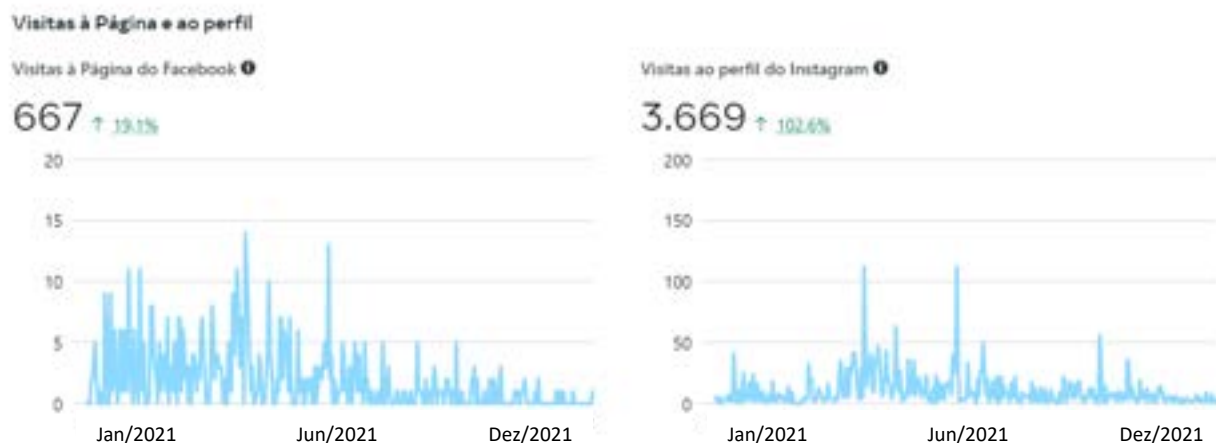 Visitas à Página e ao perfil
Visitas à Página do Facebook
667 ↑ 19.1%
20
15
10
5
0
Jan/2021 Jun/2021 Dez/2021
Visitas ao perfil do Instagram
3.669 ↑ 102.6%
200
150
100
50
0
Jan/2021 Jun/2021 Dez/2021